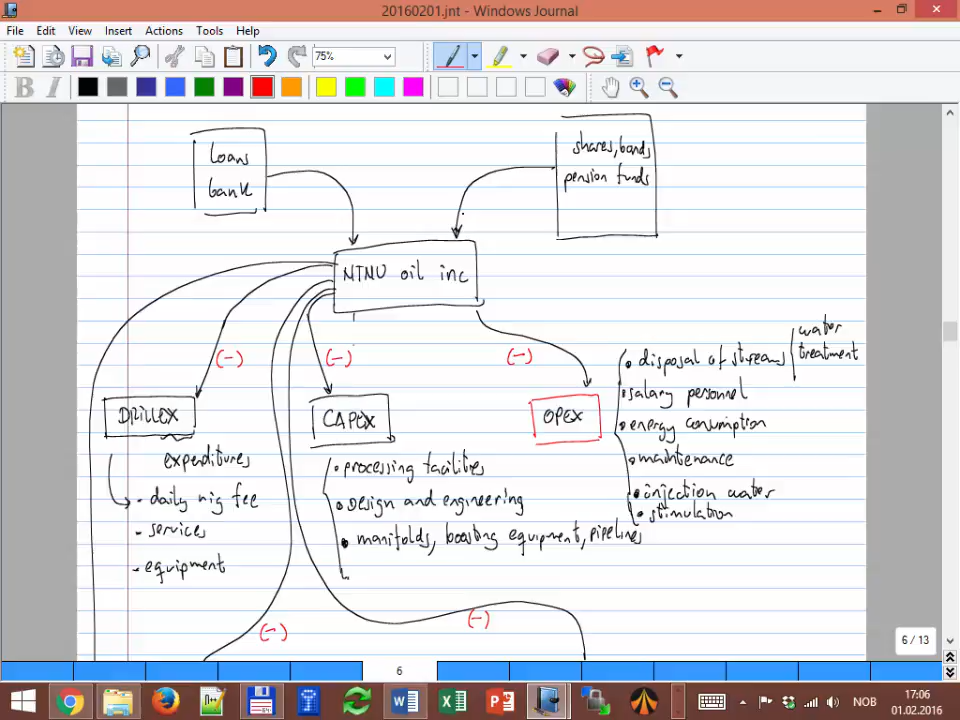 20160201.jnt - Windows Journal
File Edit View Insert Actions Tools Help
75%
B I
loans
bank
shares, bonds
pension funds
NTNU oil inc
(-)
(-)
(-)
DRILLEX
CAPEX
OPEX
expenditures
- daily rig fee
- services
- equipment
• processing facilities
• Design and engineering
• manifolds, boosting equipment, pipelines
• disposal of streams
water
treatment
• salary personnel
• energy consumption
• maintenance
• injection water
• stimulation
(-)
(-)
6 / 13
6
NOB
17:06
01.02.2016